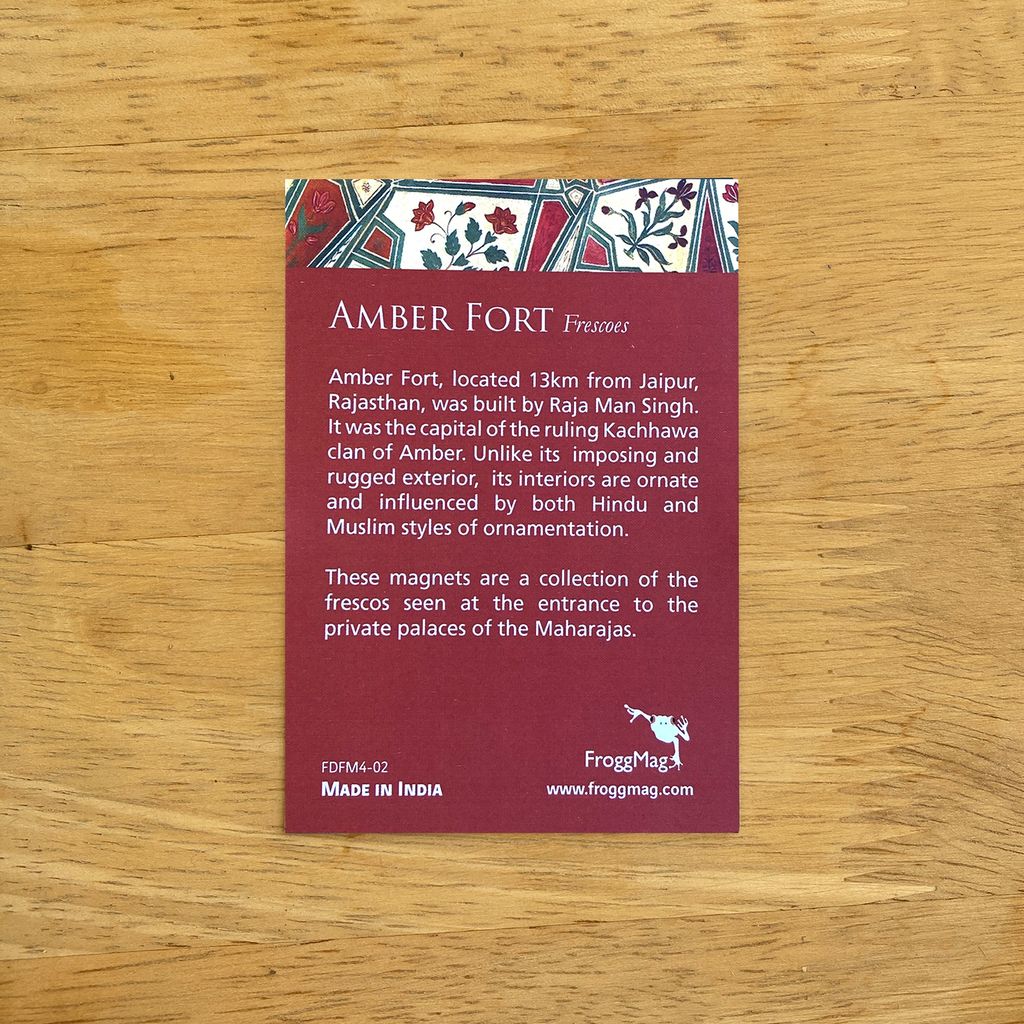 AMBER FORT Frescoes
Amber Fort, located 13km from Jaipur,
Rajasthan, was built by Raja Man Singh.
It was the capital of the ruling Kachhawa
clan of Amber. Unlike its imposing and
rugged exterior, its interiors are ornate
and influenced by both Hindu and
Muslim styles of ornamentation.
These magnets are a collection of the
frescos seen at the entrance to the
private palaces of the Maharajas.
FroggMag
FDFM4-02
MADE IN INDIA
www.froggmag.com